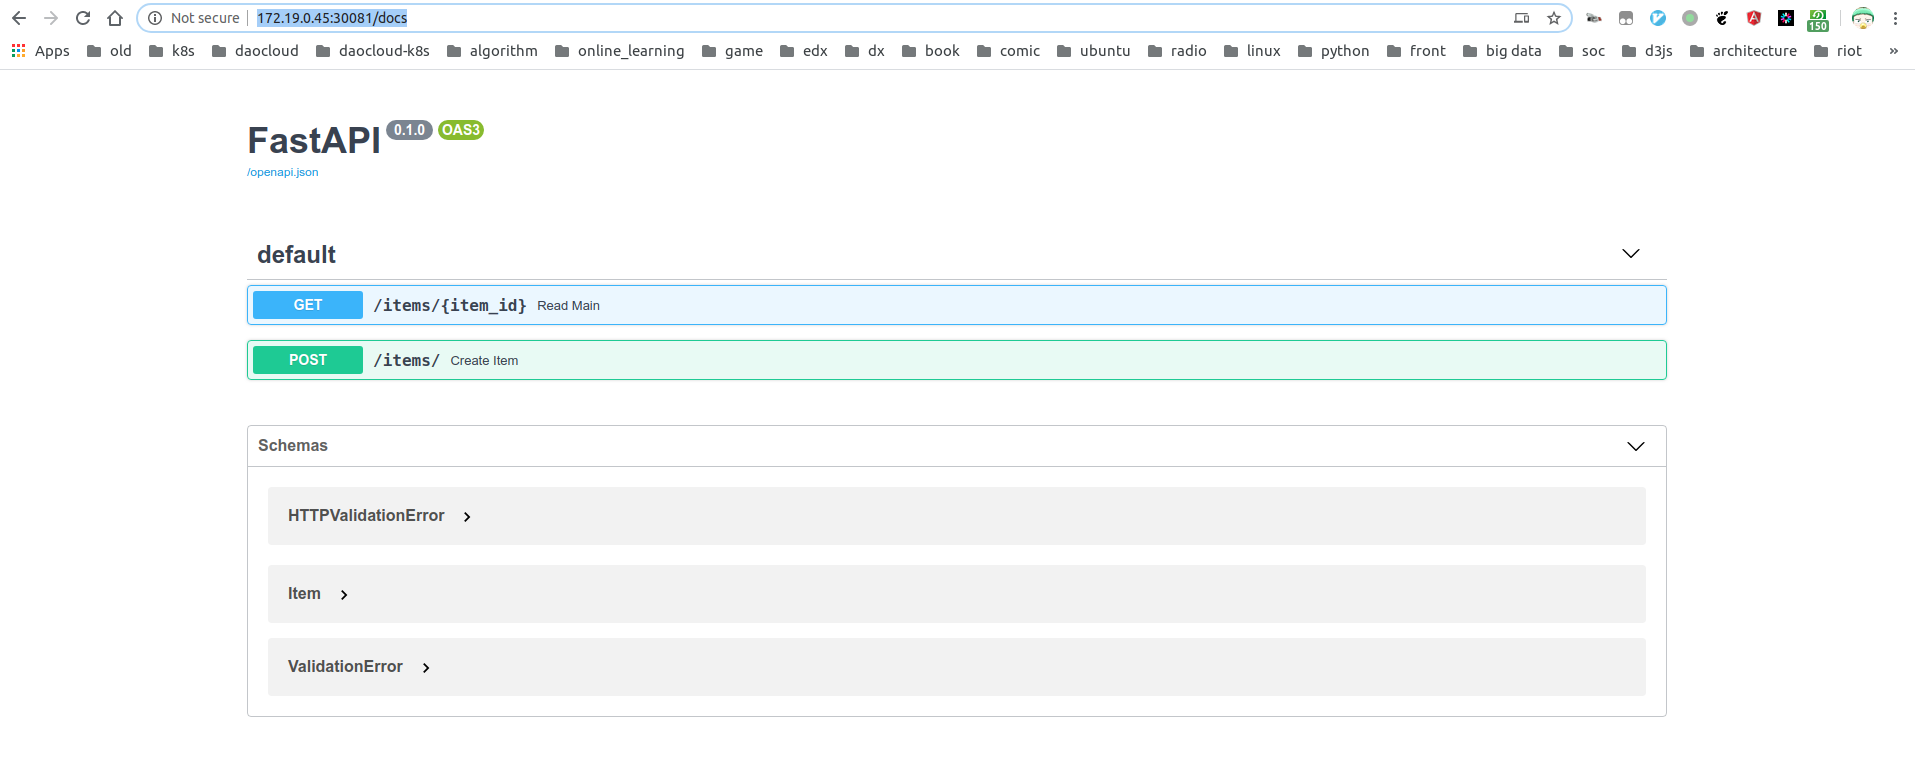 Not secure | 172.19.0.45:30081/docs 150
Apps old k8s daocloud daocloud-k8s algorithm online_learning game edx dx book comic ubuntu radio linux python front big data soc d3js architecture riot »
FastAPI 0.1.0 OAS3
/openapi.json
default
GET /items/{item_id} Read Main
POST /items/ Create Item
Schemas
HTTPValidationError
Item
ValidationError